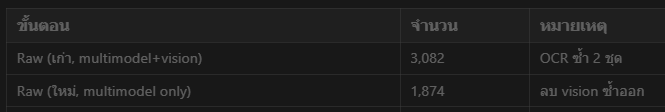 ขั้นตอน จำนวน หมายเหตุ
Raw (เก่า, multimodel+vision) 3,082 OCR ซ้ำ 2 ชุด
Raw (ใหม่, multimodel only) 1,874 ลบ vision ซ้ำออก